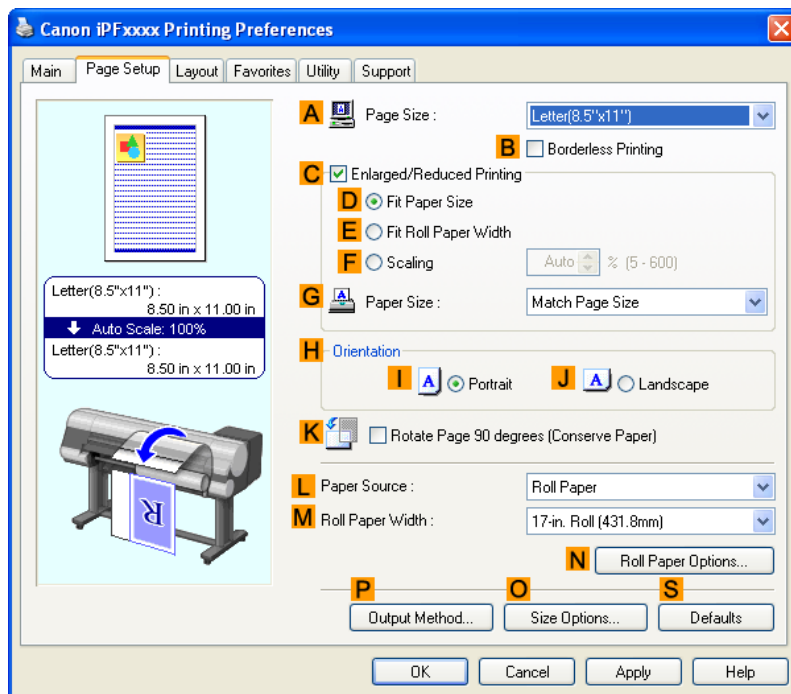 Canon iPFxxxx Printing Preferences
Main Page Setup Layout Favorites Utility Support
A Page Size : Letter(8.5"x11")
B Borderless Printing
C Enlarged/Reduced Printing
D Fit Paper Size
E Fit Roll Paper Width
F Scaling Auto % (5 - 600)
G A Paper Size : Match Page Size
Letter(8.5"x11") :
8.50 in x 11.00 in
Auto Scale: 100%
Letter(8.5"x11") :
8.50 in x 11.00 in
H Orientation
I A Portrait J A Landscape
K Rotate Page 90 degrees (Conserve Paper)
R
L Paper Source : Roll Paper
M Roll Paper Width : 17-in. Roll (431.8mm)
N Roll Paper Options...
P O S
Output Method... Size Options... Defaults
OK Cancel Apply Help